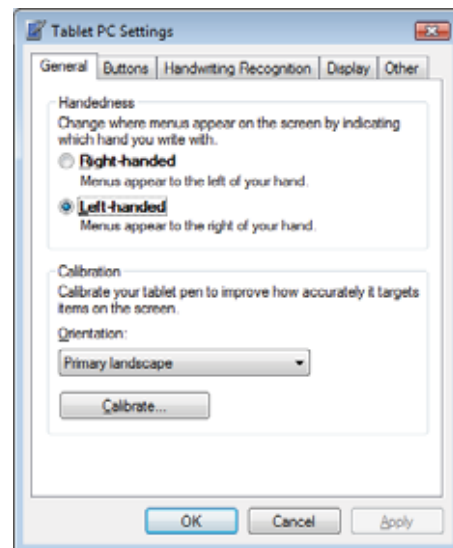 Tablet PC Settings
General Buttons Handwriting Recognition Display Other
Handedness
Change where menus appear on the screen by indicating
which hand you write with.
Right-handed
Menus appear to the left of your hand.
Left-handed
Menus appear to the right of your hand.
Calibration
Calibrate your tablet pen to improve how accurately it targets
items on the screen.
Orientation:
Primary landscape
Calibrate...
OK Cancel Apply